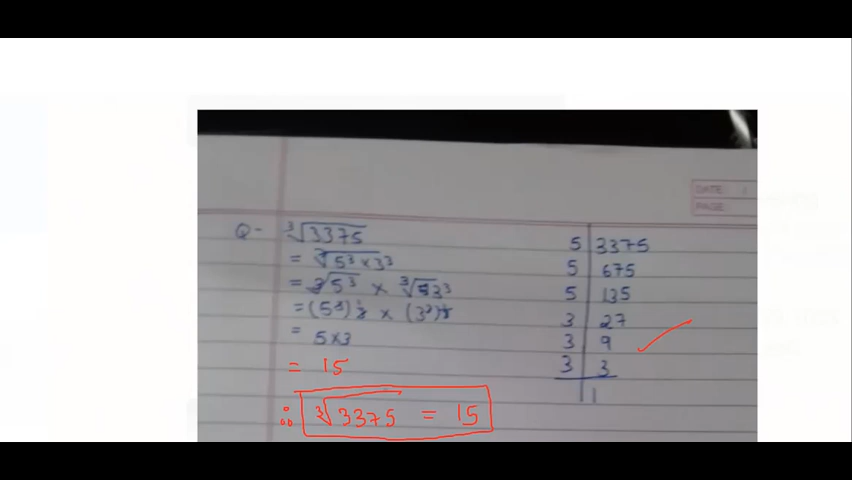 DATE
PAGE
Q- ∛3375
= ∛5³×3³
= ∛5³ × ∛3³
= (5³)⅓ × (3³)⅓
= 5×3
= 15
∴ ∛3375 = 15
5 | 3375
5 | 675
5 | 135
3 | 27
3 | 9
3 | 3
| 1